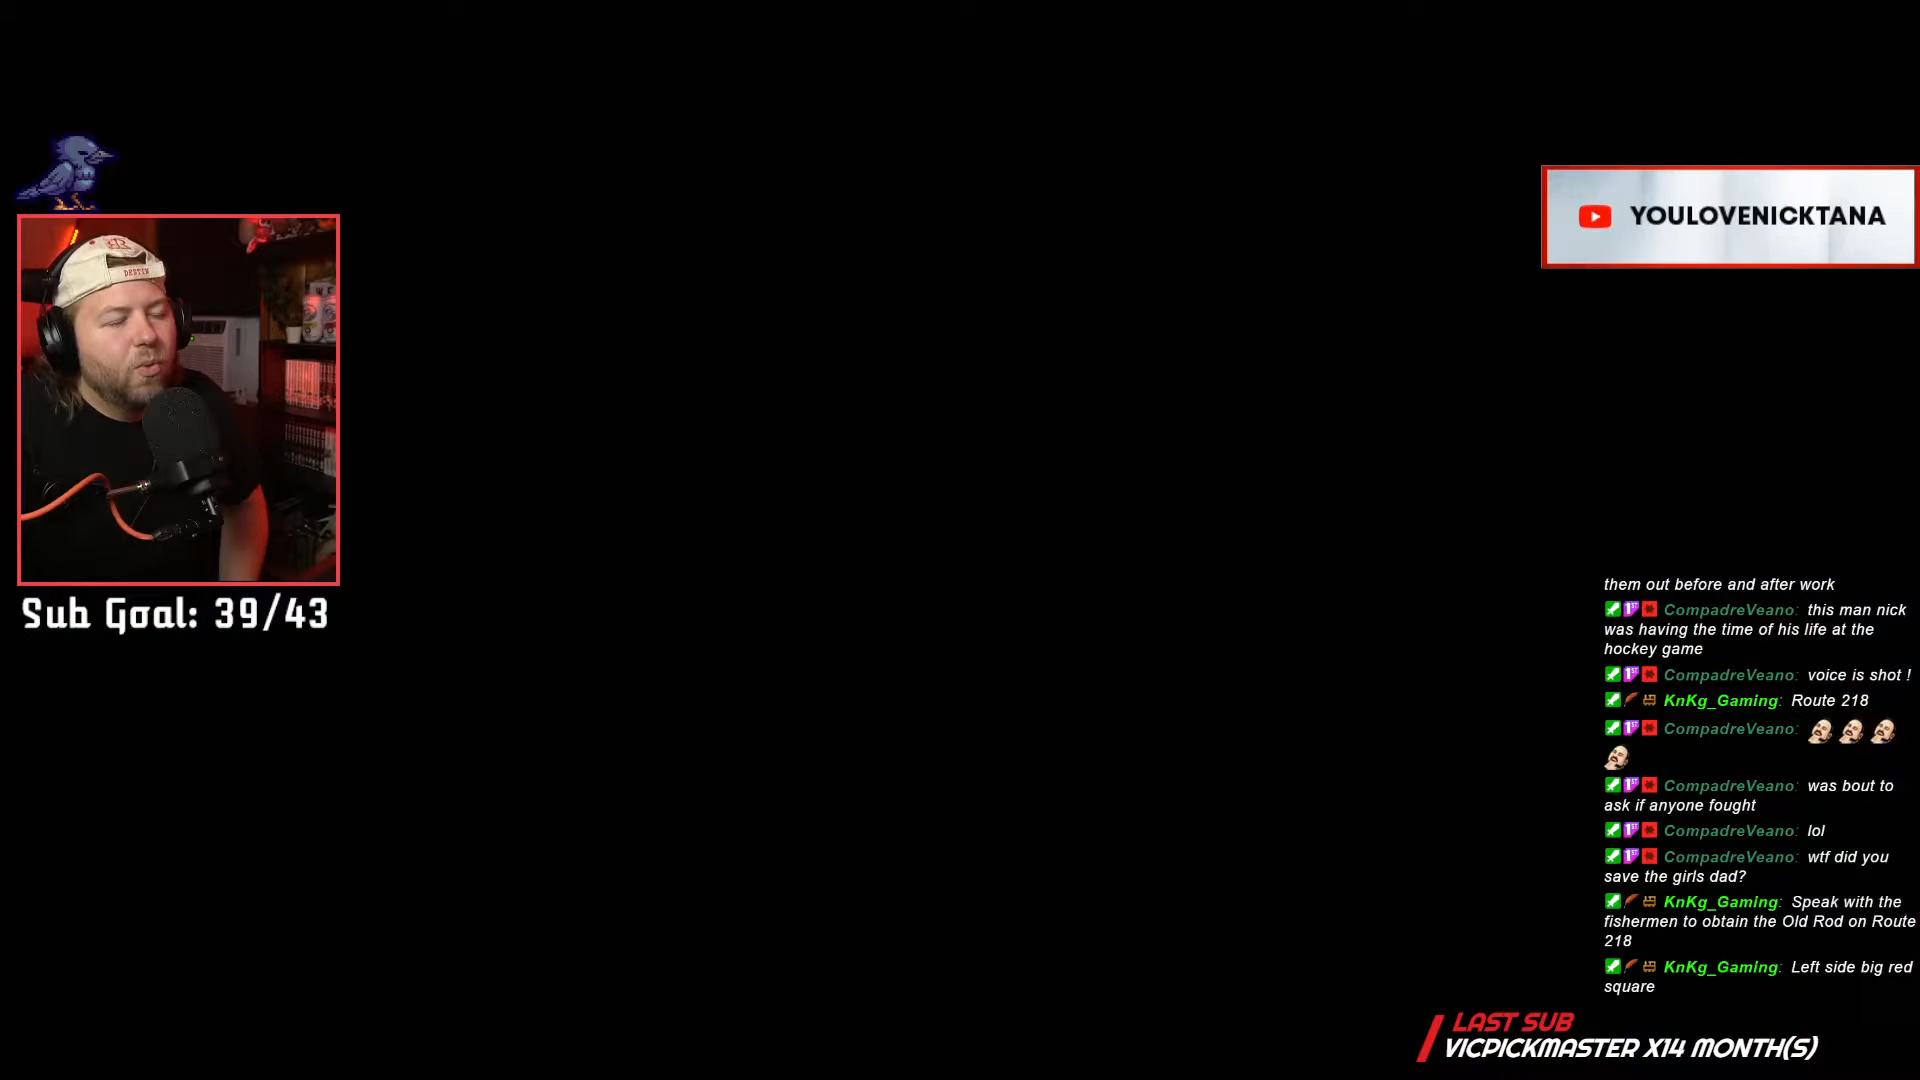 YOULOVENICKTANA
DESTIN
Sub Goal: 39/43
them out before and after work
CompadreVeano: this man nick
was having the time of his life at the
hockey game
CompadreVeano: voice is shot !
KnKg_Gaming: Route 218
CompadreVeano:
CompadreVeano: was bout to
ask if anyone fought
CompadreVeano: lol
CompadreVeano: wtf did you
save the girls dad?
KnKg_Gaming: Speak with the
fishermen to obtain the Old Rod on Route
218
KnKg_Gaming: Left side big red
square
LAST SUB
VICPICKMASTER X14 MONTH(S)